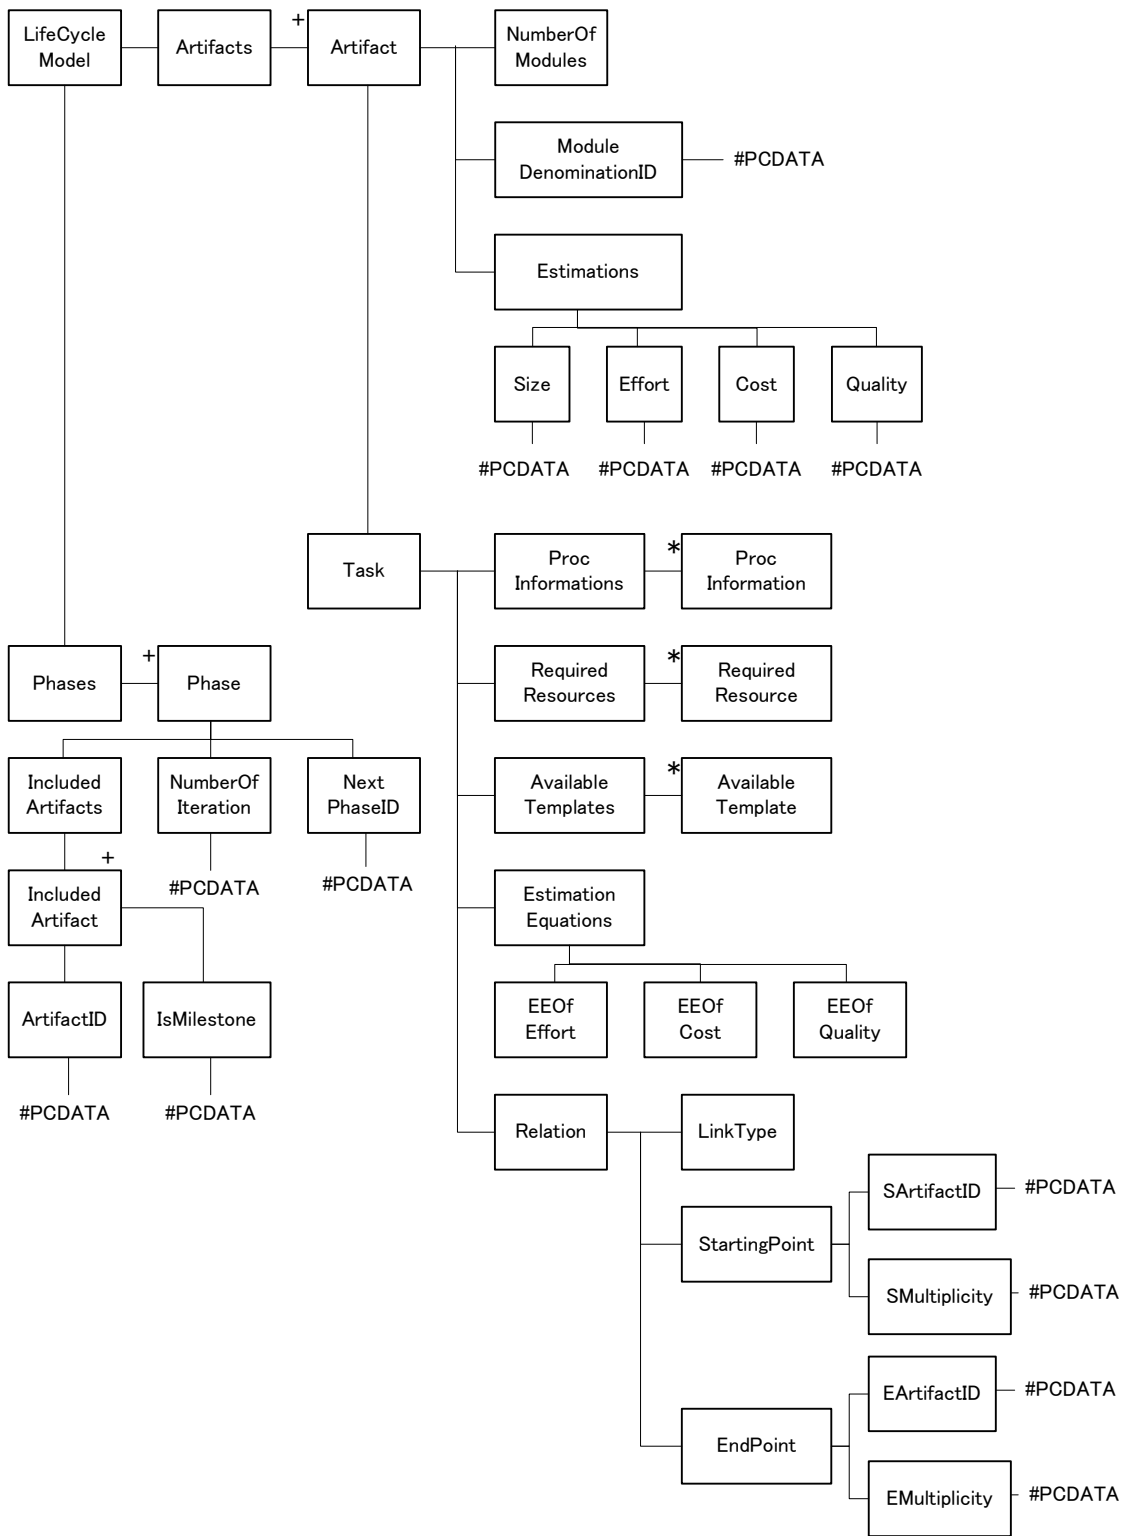 LifeCycle
Model
Artifacts
+
Artifact
NumberOf
Modules
Module
DenominationID
#PCDATA
Estimations
Size
Effort
Cost
Quality
#PCDATA
#PCDATA
#PCDATA
#PCDATA
Task
Proc
Informations
*
Proc
Information
Phases
+
Phase
Required
Resources
*
Required
Resource
Included
Artifacts
NumberOf
Iteration
Next
PhaseID
Available
Templates
*
Available
Template
+
Included
Artifact
#PCDATA
#PCDATA
Estimation
Equations
ArtifactID
IsMilestone
EEOf
Effort
EEOf
Cost
EEOf
Quality
#PCDATA
#PCDATA
Relation
LinkType
StartingPoint
SArtifactID
#PCDATA
SMultiplicity
#PCDATA
EndPoint
EArtifactID
#PCDATA
EMultiplicity
#PCDATA